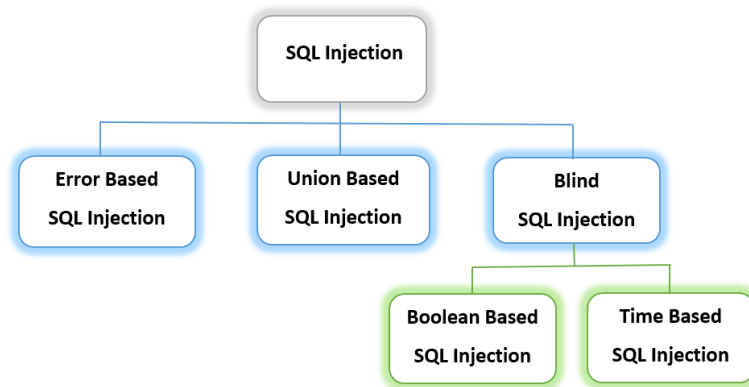 SQL Injection
Error Based
SQL Injection
Union Based
SQL Injection
Blind
SQL Injection
Boolean Based
SQL Injection
Time Based
SQL Injection